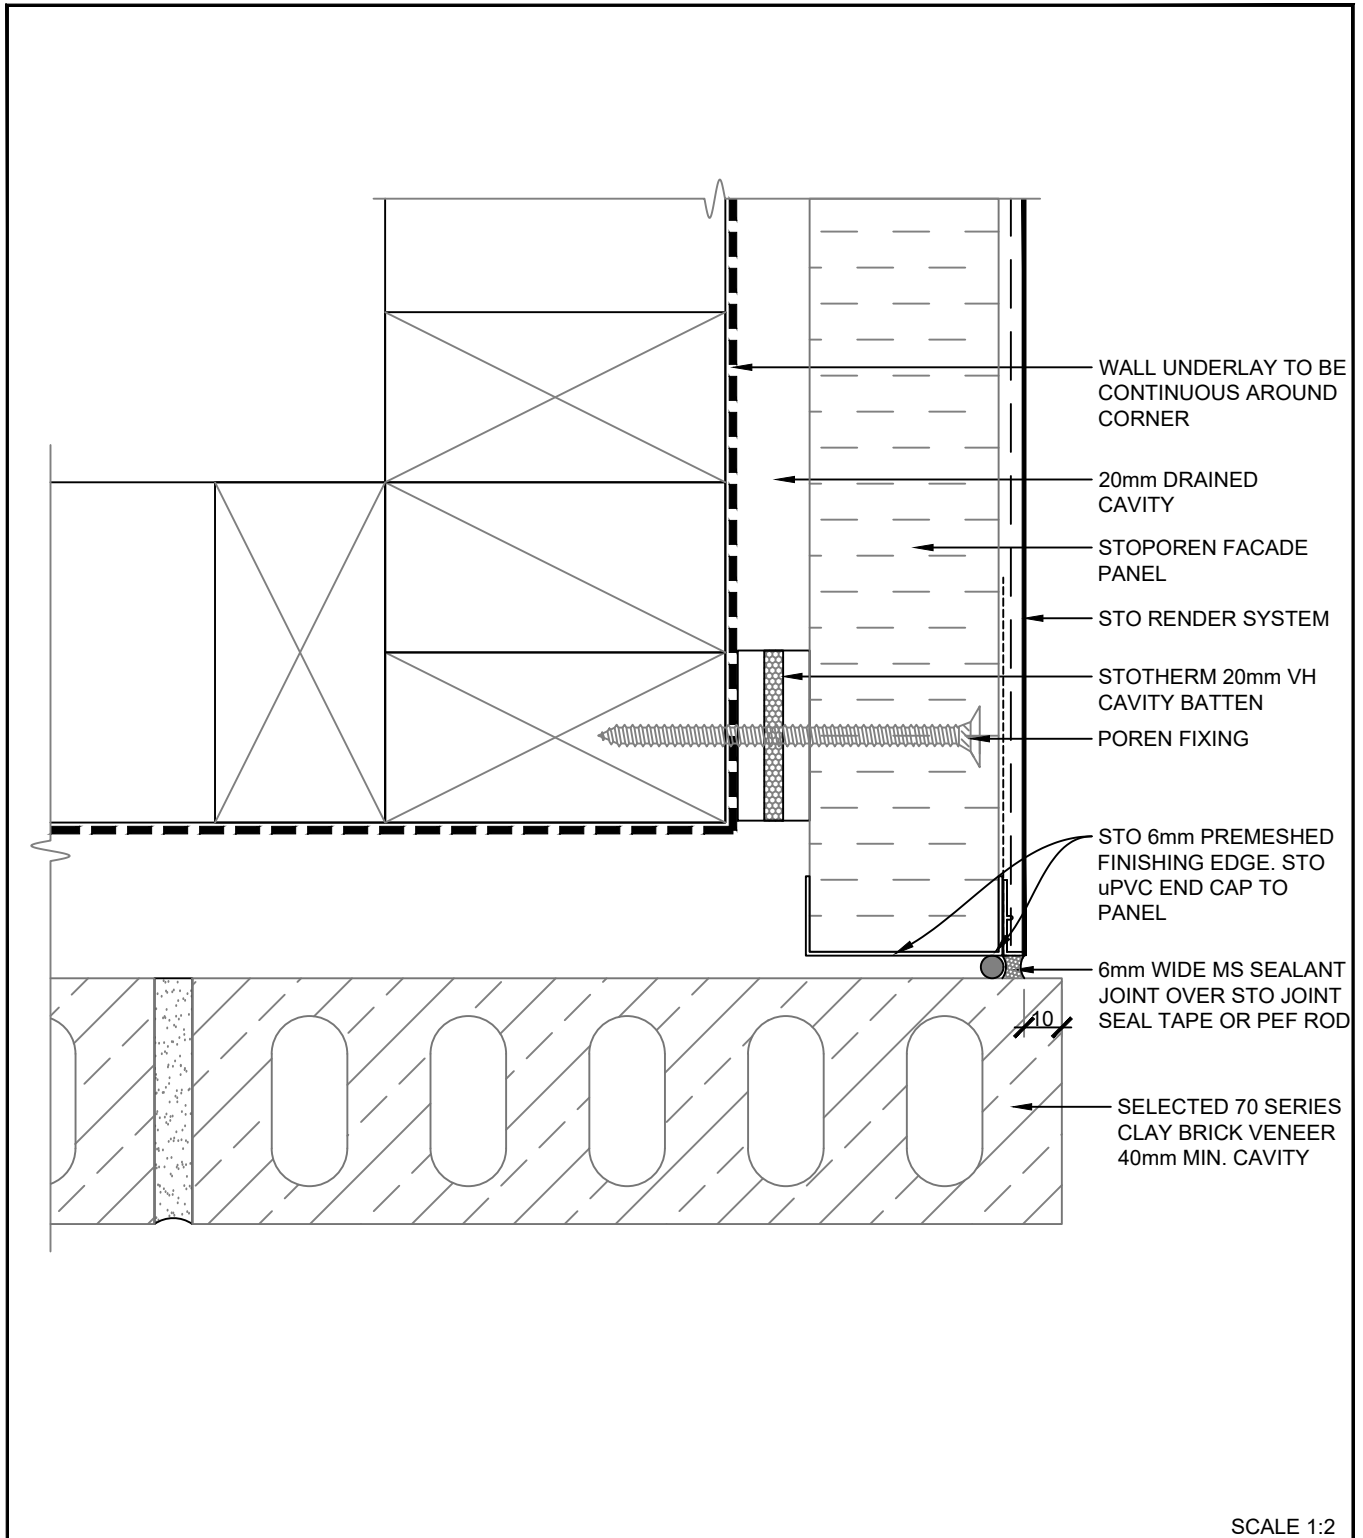 WALL UNDERLAY TO BE
CONTINUOUS AROUND
CORNER
20mm DRAINED
CAVITY
STOPOREN FACADE
PANEL
STO RENDER SYSTEM
STOTHERM 20mm VH
CAVITY BATTEN
POREN FIXING
STO 6mm PREMESHED
FINISHING EDGE. STO
uPVC END CAP TO
PANEL
6mm WIDE MS SEALANT
JOINT OVER STO JOINT
SEAL TAPE OR PEF ROD
10
SELECTED 70 SERIES
CLAY BRICK VENEER
40mm MIN. CAVITY
SCALE 1:2